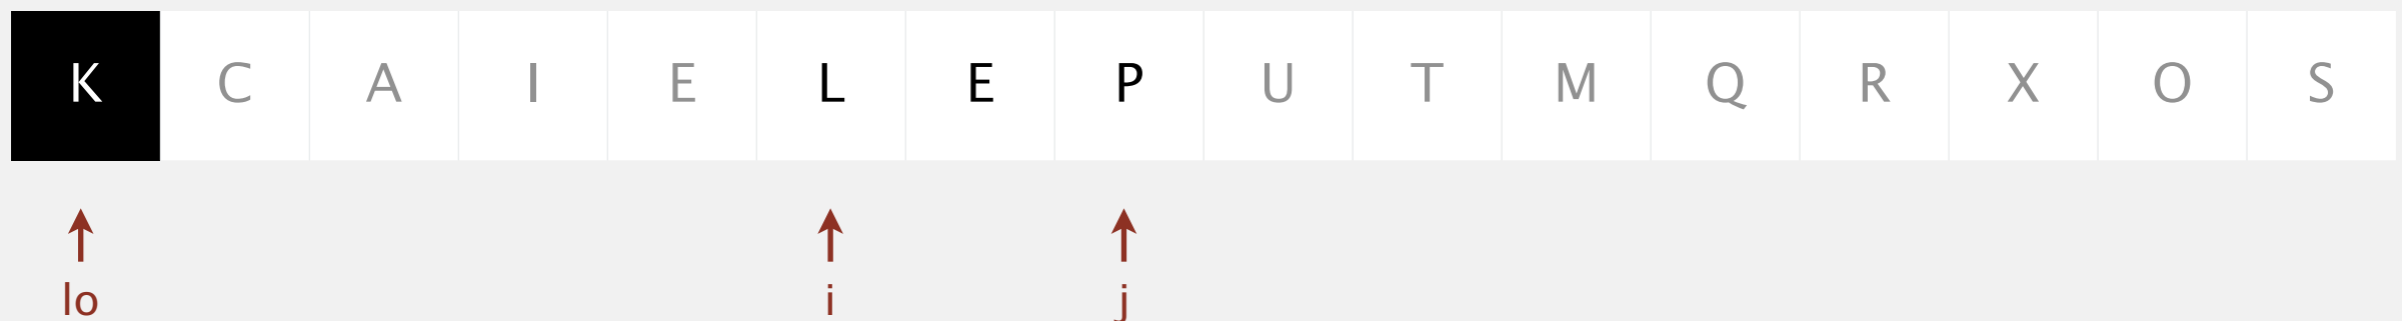 K C A I E L E P U T M Q R X O S
lo i j